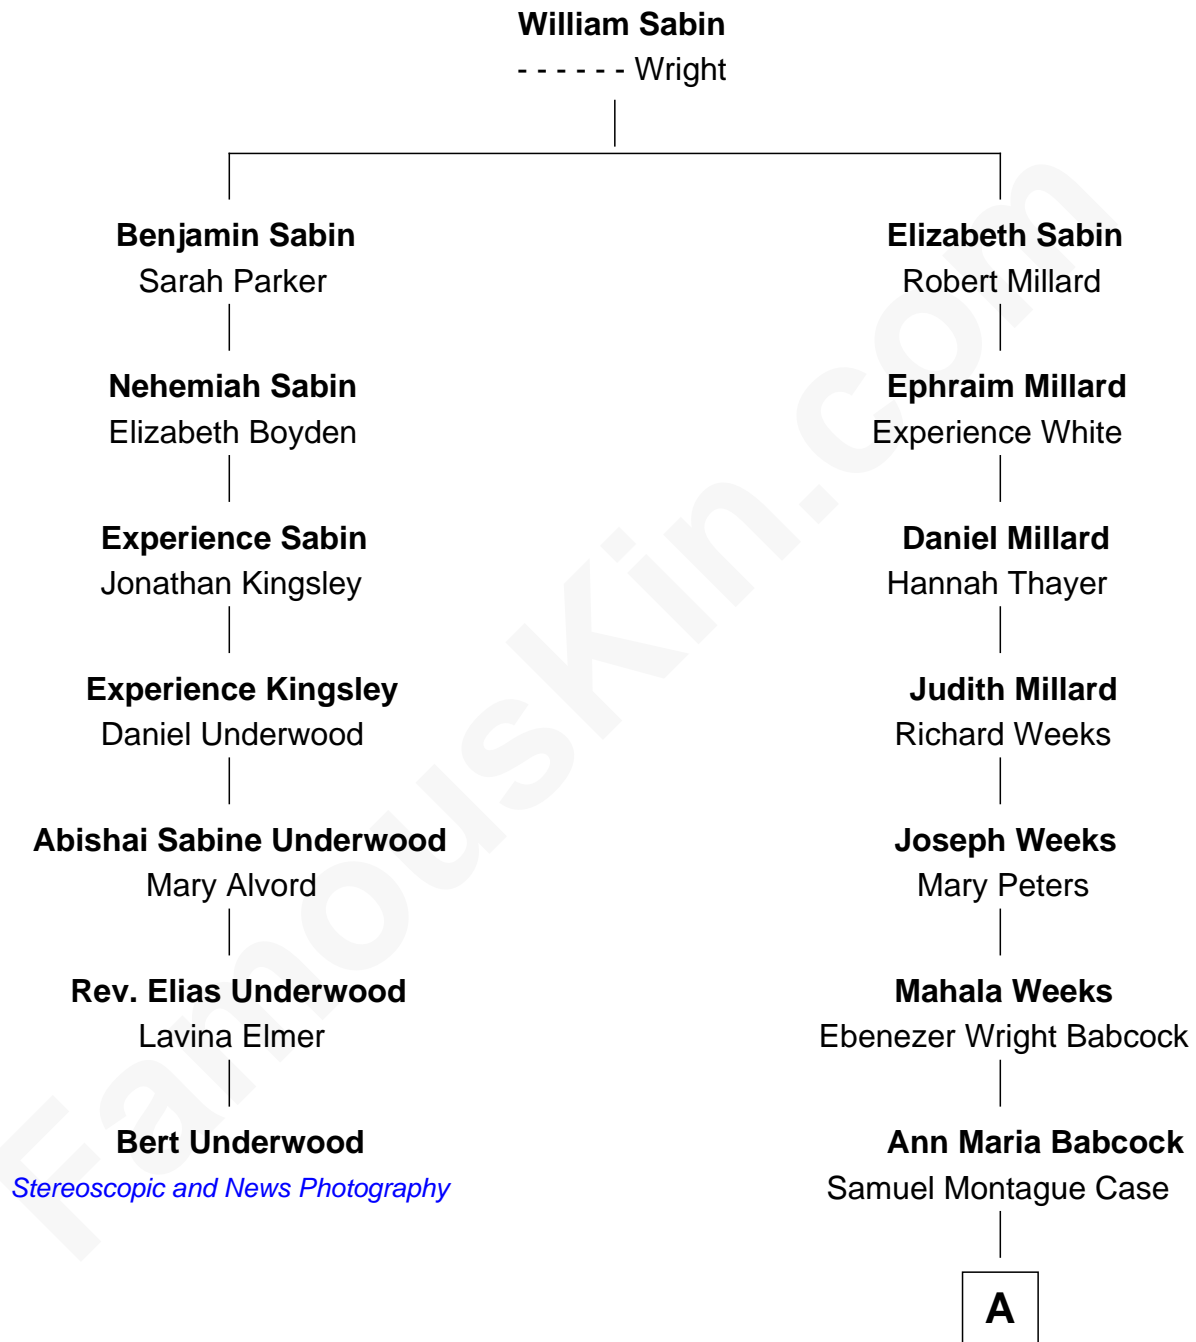 William Sabin
- - - - - - Wright
Benjamin Sabin
Sarah Parker
Elizabeth Sabin
Robert Millard
Nehemiah Sabin
Elizabeth Boyden
Ephraim Millard
Experience White
Experience Sabin
Jonathan Kingsley
Daniel Millard
Hannah Thayer
Experience Kingsley
Daniel Underwood
Judith Millard
Richard Weeks
Abishai Sabine Underwood
Mary Alvord
Joseph Weeks
Mary Peters
Rev. Elias Underwood
Lavina Elmer
Mahala Weeks
Ebenezer Wright Babcock
Bert Underwood
Stereoscopic and News Photography
Ann Maria Babcock
Samuel Montague Case
A
FamousKin.com